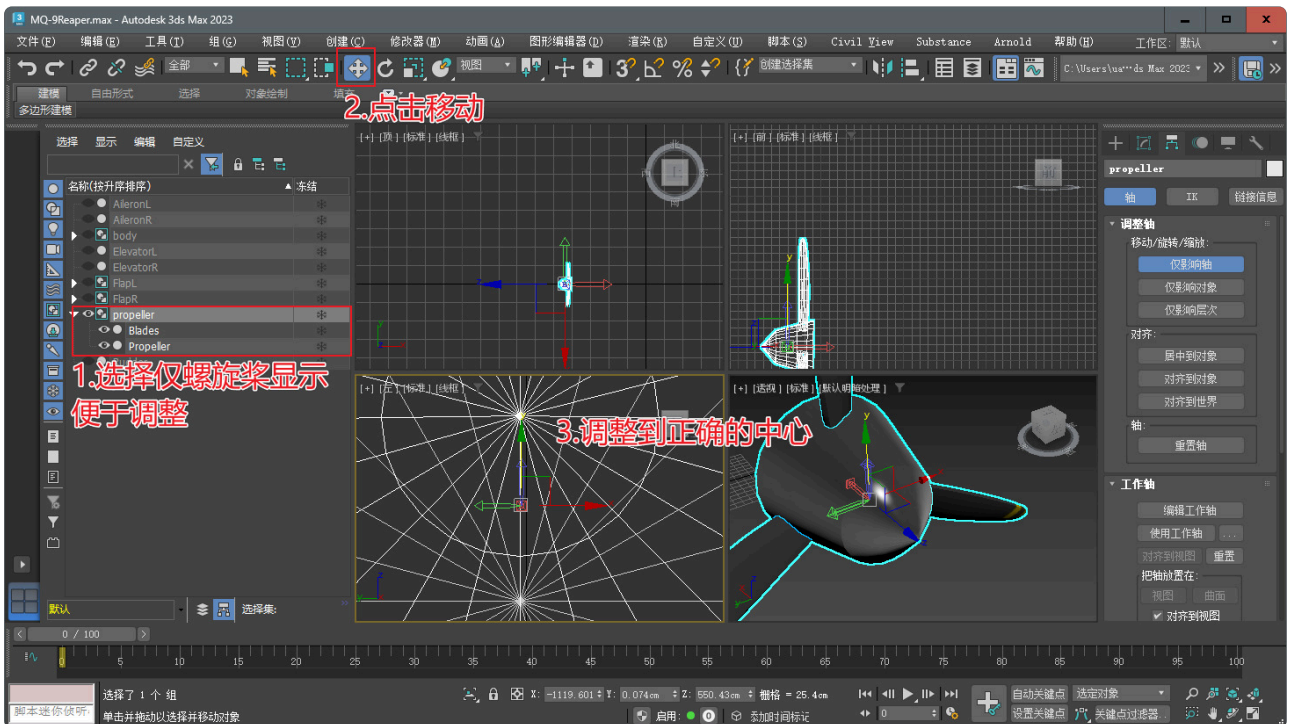 MQ-9Reaper.max - Autodesk 3ds Max 2023
文件(F) 编辑(E) 工具(T) 组(G) 视图(V) 创建(C) 修改器(M) 动画(A) 图形编辑器(D) 渲染(R) 自定义(U) 脚本(S) Civil View Substance Arnold 帮助(H) 工作区: 默认
全部 视图 创建选择集
建模 自由形式 选择 对象绘制 填充
多边形建模
2.点击移动
选择 显示 编辑 自定义
名称(按升序排序) 冻结
AileronL
AileronR
body
ElevatorL
ElevatorR
FlapL
FlapR
propeller
Blades
Propeller
1.选择仅螺旋桨显示
便于调整
默认 选择集:
[+] [顶] [标准] [线框]
[+] [前] [标准] [线框]
[+] [左] [标准] [线框]
[+] [透视] [标准] [默认明暗处理]
3.调整到正确的中心
propeller
轴 IK 链接信息
调整轴
移动/旋转/缩放:
仅影响轴
仅影响对象
仅影响层次
对齐:
居中到对象
对齐到对象
对齐到世界
轴:
重置轴
工作轴
编辑工作轴
使用工作轴 ...
对齐到视图 重置
把轴放置在:
视图 曲面
对齐到视图
0 / 100
0 5 10 15 20 25 30 35 40 45 50 55 60 65 70 75 80 85 90 95 100
选择了 1 个 组
X: -1119.601 Y: 0.074cm Z: 550.43cm 栅格 = 25.4cm
自动关键点 选定对象
脚本迷你侦听
单击并拖动以选择并移动对象
启用: 0 添加时间标记
0
设置关键点 关键点过滤器..